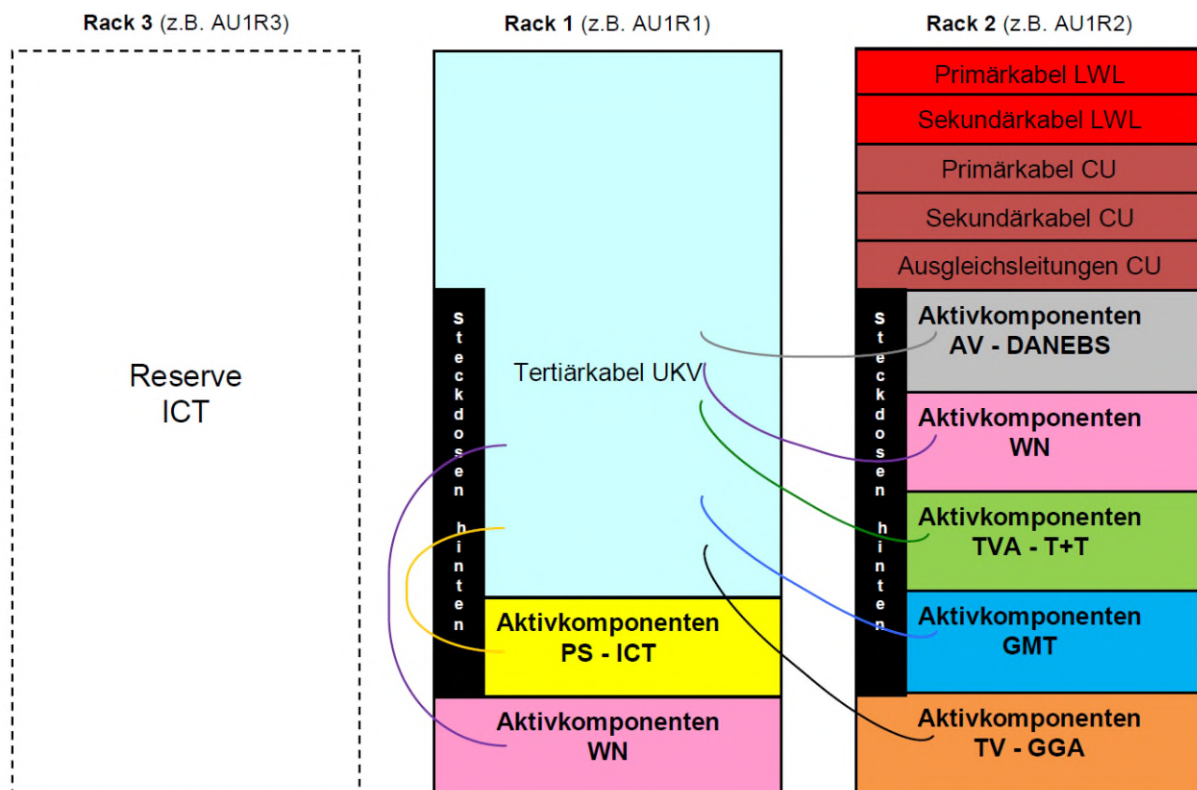 Rack 3 (z.B. AU1R3)
Reserve
ICT
Rack 1 (z.B. AU1R1)
Steckdosen hinten
Tertiärkabel UKV
Aktivkomponenten
PS - ICT
Aktivkomponenten
WN
Rack 2 (z.B. AU1R2)
Primärkabel LWL
Sekundärkabel LWL
Primärkabel CU
Sekundärkabel CU
Ausgleichsleitungen CU
Steckdosen hinten
Aktivkomponenten
AV - DANEBS
Aktivkomponenten
WN
Aktivkomponenten
TVA - T+T
Aktivkomponenten
GMT
Aktivkomponenten
TV - GGA